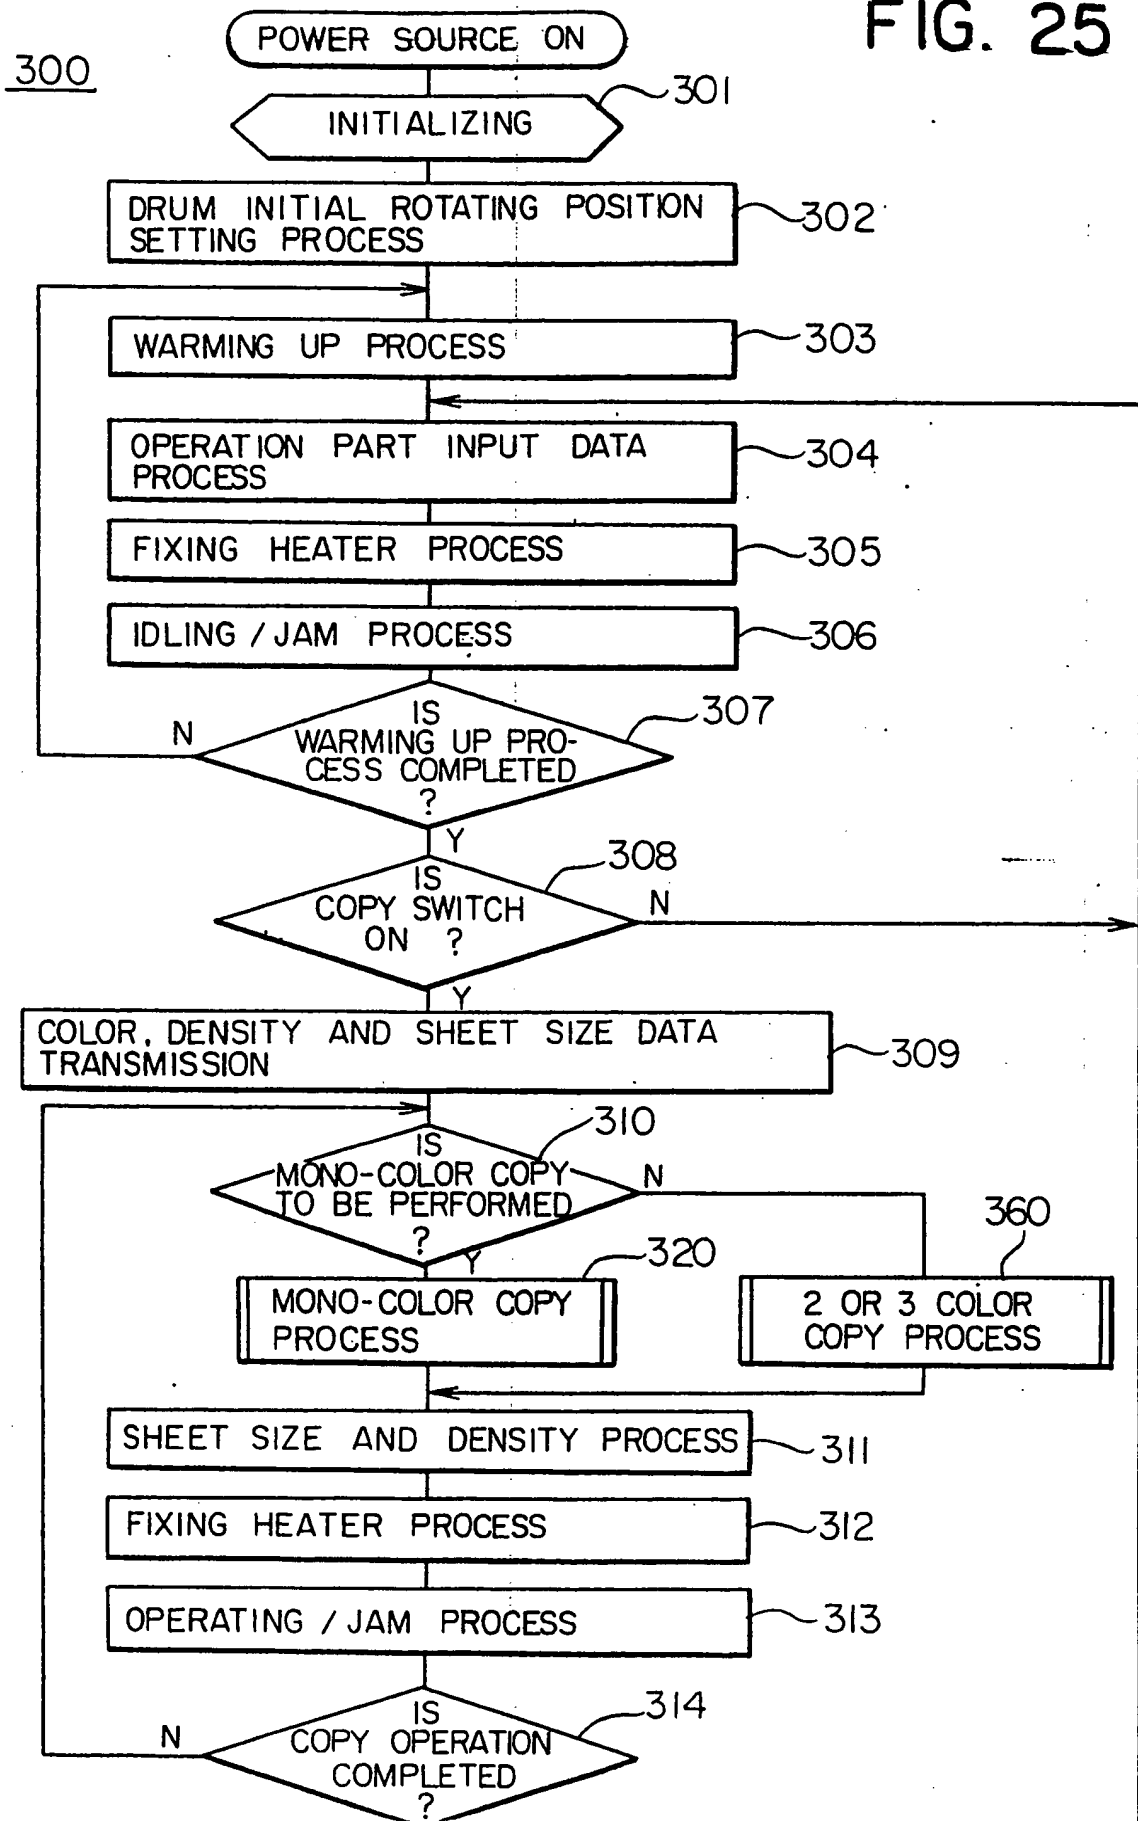 FIG. 25
300
POWER SOURCE ON
301
INITIALIZING
DRUM INITIAL ROTATING POSITION
SETTING PROCESS
302
WARMING UP PROCESS
303
OPERATION PART INPUT DATA
PROCESS
304
FIXING HEATER PROCESS
305
IDLING / JAM PROCESS
306
307
N
IS
WARMING UP PRO-
CESS COMPLETED
?
Y
308
IS
COPY SWITCH
ON ?
N
Y
COLOR, DENSITY AND SHEET SIZE DATA
TRANSMISSION
309
310
IS
MONO-COLOR COPY
TO BE PERFORMED
?
N
Y
320
360
MONO-COLOR COPY
PROCESS
2 OR 3 COLOR
COPY PROCESS
SHEET SIZE AND DENSITY PROCESS
311
FIXING HEATER PROCESS
312
OPERATING / JAM PROCESS
313
314
N
IS
COPY OPERATION
COMPLETED
?